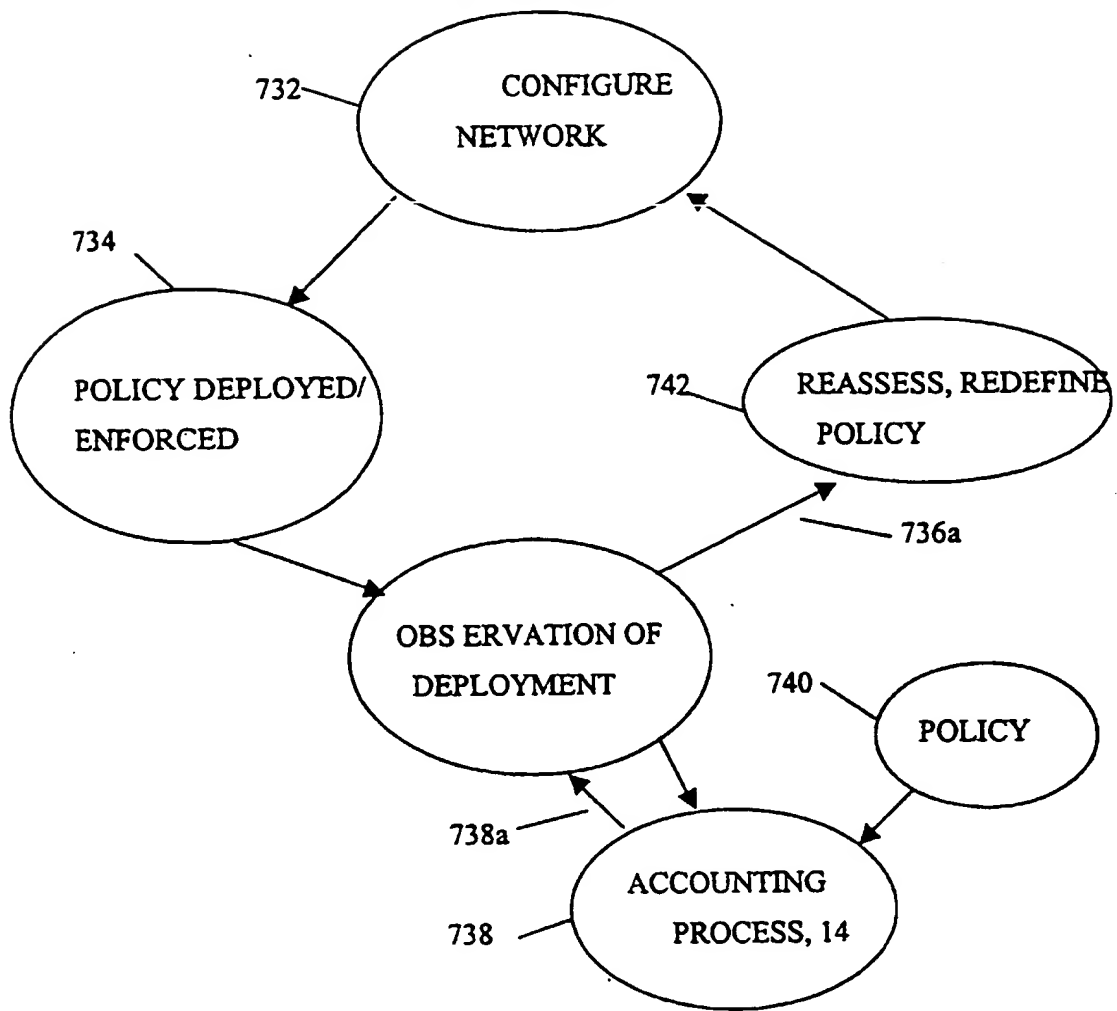 732
CONFIGURE
NETWORK
734
POLICY DEPLOYED/
ENFORCED
742
REASSESS, REDEFINE
POLICY
736a
OBS ERVATION OF
DEPLOYMENT
740
POLICY
738a
ACCOUNTING
PROCESS, 14
738